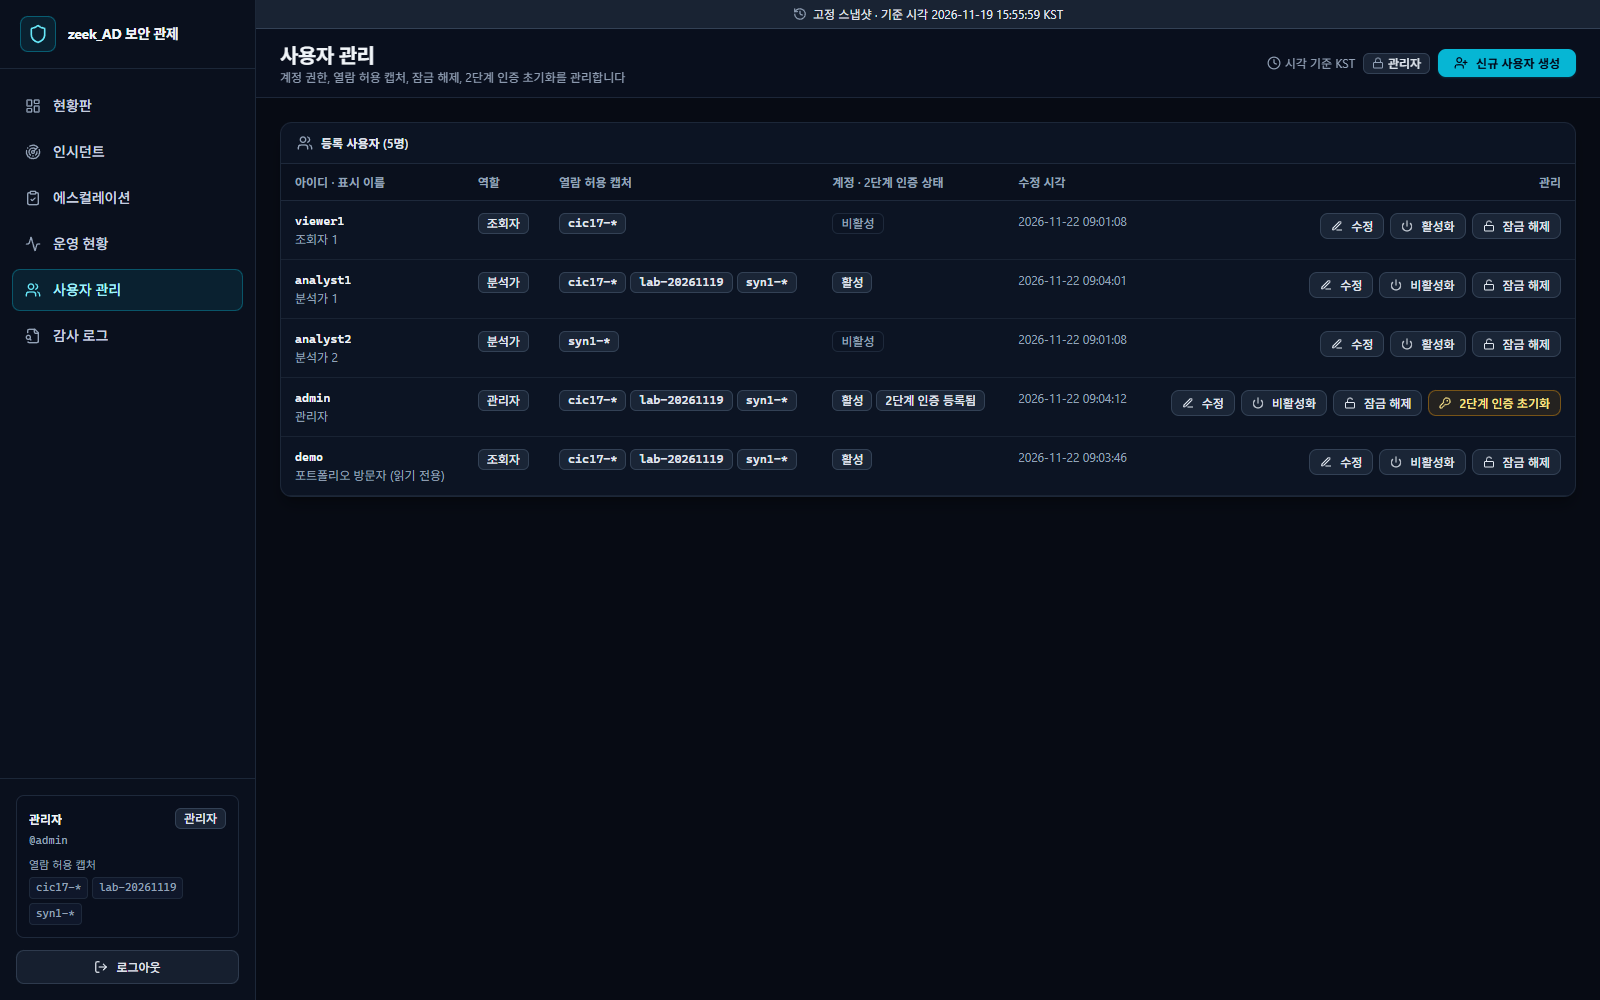 zeek_AD 보안 관제
현황판
인시던트
에스컬레이션
운영 현황
사용자 관리
감사 로그
관리자 관리자
@admin
열람 허용 캡처
cic17-* lab-20261119
syn1-*
로그아웃
고정 스냅샷 · 기준 시각 2026-11-19 15:55:59 KST
사용자 관리
계정 권한, 열람 허용 캡처, 잠금 해제, 2단계 인증 초기화를 관리합니다
시각 기준 KST 관리자 신규 사용자 생성
등록 사용자 (5명)
아이디 · 표시 이름 역할 열람 허용 캡처 계정 · 2단계 인증 상태 수정 시각 관리
viewer1 조회자 cic17-* 비활성 2026-11-22 09:01:08 수정 활성화 잠금 해제
조회자 1
analyst1 분석가 cic17-* lab-20261119 syn1-* 활성 2026-11-22 09:04:01 수정 비활성화 잠금 해제
분석가 1
analyst2 분석가 syn1-* 비활성 2026-11-22 09:01:08 수정 활성화 잠금 해제
분석가 2
admin 관리자 cic17-* lab-20261119 syn1-* 활성 2단계 인증 등록됨 2026-11-22 09:04:12 수정 비활성화 잠금 해제 2단계 인증 초기화
관리자
demo 조회자 cic17-* lab-20261119 syn1-* 활성 2026-11-22 09:03:46 수정 비활성화 잠금 해제
포트폴리오 방문자 (읽기 전용)